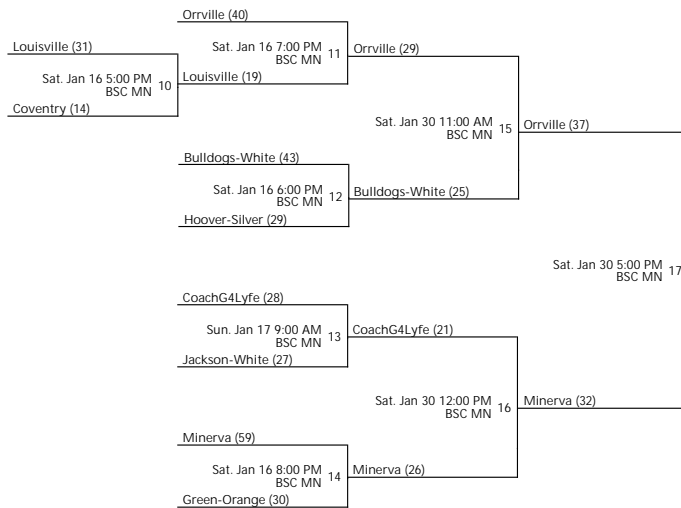 Orrville (40)
Louisville (31)
Sat. Jan 16 7:00 PM
BSC MN
11
Orrville (29)
Sat. Jan 16 5:00 PM
BSC MN
10
Louisville (19)
Coventry (14)
Sat. Jan 30 11:00 AM
BSC MN
15
Orrville (37)
Bulldogs-White (43)
Sat. Jan 16 6:00 PM
BSC MN
12
Bulldogs-White (25)
Hoover-Silver (29)
Sat. Jan 30 5:00 PM
BSC MN
17
CoachG4Lyfe (28)
Sun. Jan 17 9:00 AM
BSC MN
13
CoachG4Lyfe (21)
Jackson-White (27)
Sat. Jan 30 12:00 PM
BSC MN
16
Minerva (32)
Minerva (59)
Sat. Jan 16 8:00 PM
BSC MN
14
Minerva (26)
Green-Orange (30)